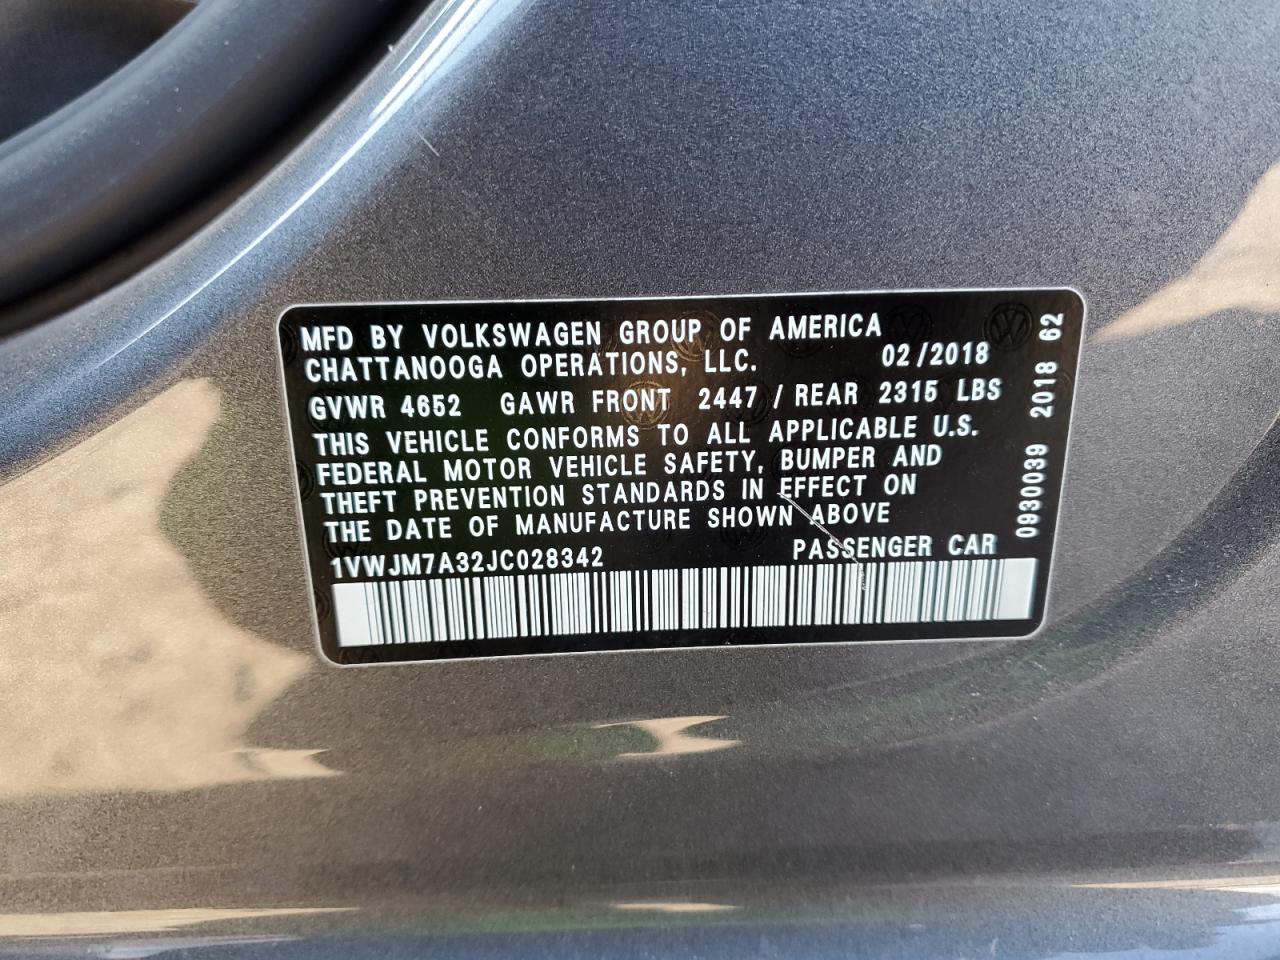 MFD BY VOLKSWAGEN GROUP OF AMERICA
CHATTANOOGA OPERATIONS, LLC. 02/2018
GVWR 4652 GAWR FRONT 2447 / REAR 2315 LBS
THIS VEHICLE CONFORMS TO ALL APPLICABLE U.S.
FEDERAL MOTOR VEHICLE SAFETY, BUMPER AND
THEFT PREVENTION STANDARDS IN EFFECT ON
THE DATE OF MANUFACTURE SHOWN ABOVE
1VWJM7A32JC028342 PASSENGER CAR
0930039 2018 62